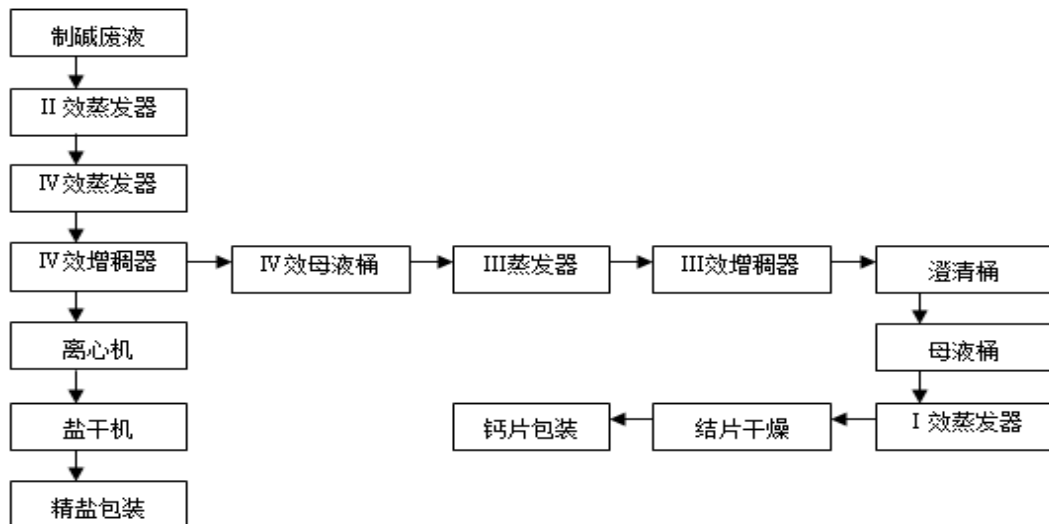 制碱废液
II 效蒸发器
Ⅳ效蒸发器
Ⅳ效增稠器
Ⅳ效母液桶
III蒸发器
III效增稠器
澄清桶
离心机
母液桶
盐干机
钙片包装
结片干燥
Ⅰ效蒸发器
精盐包装